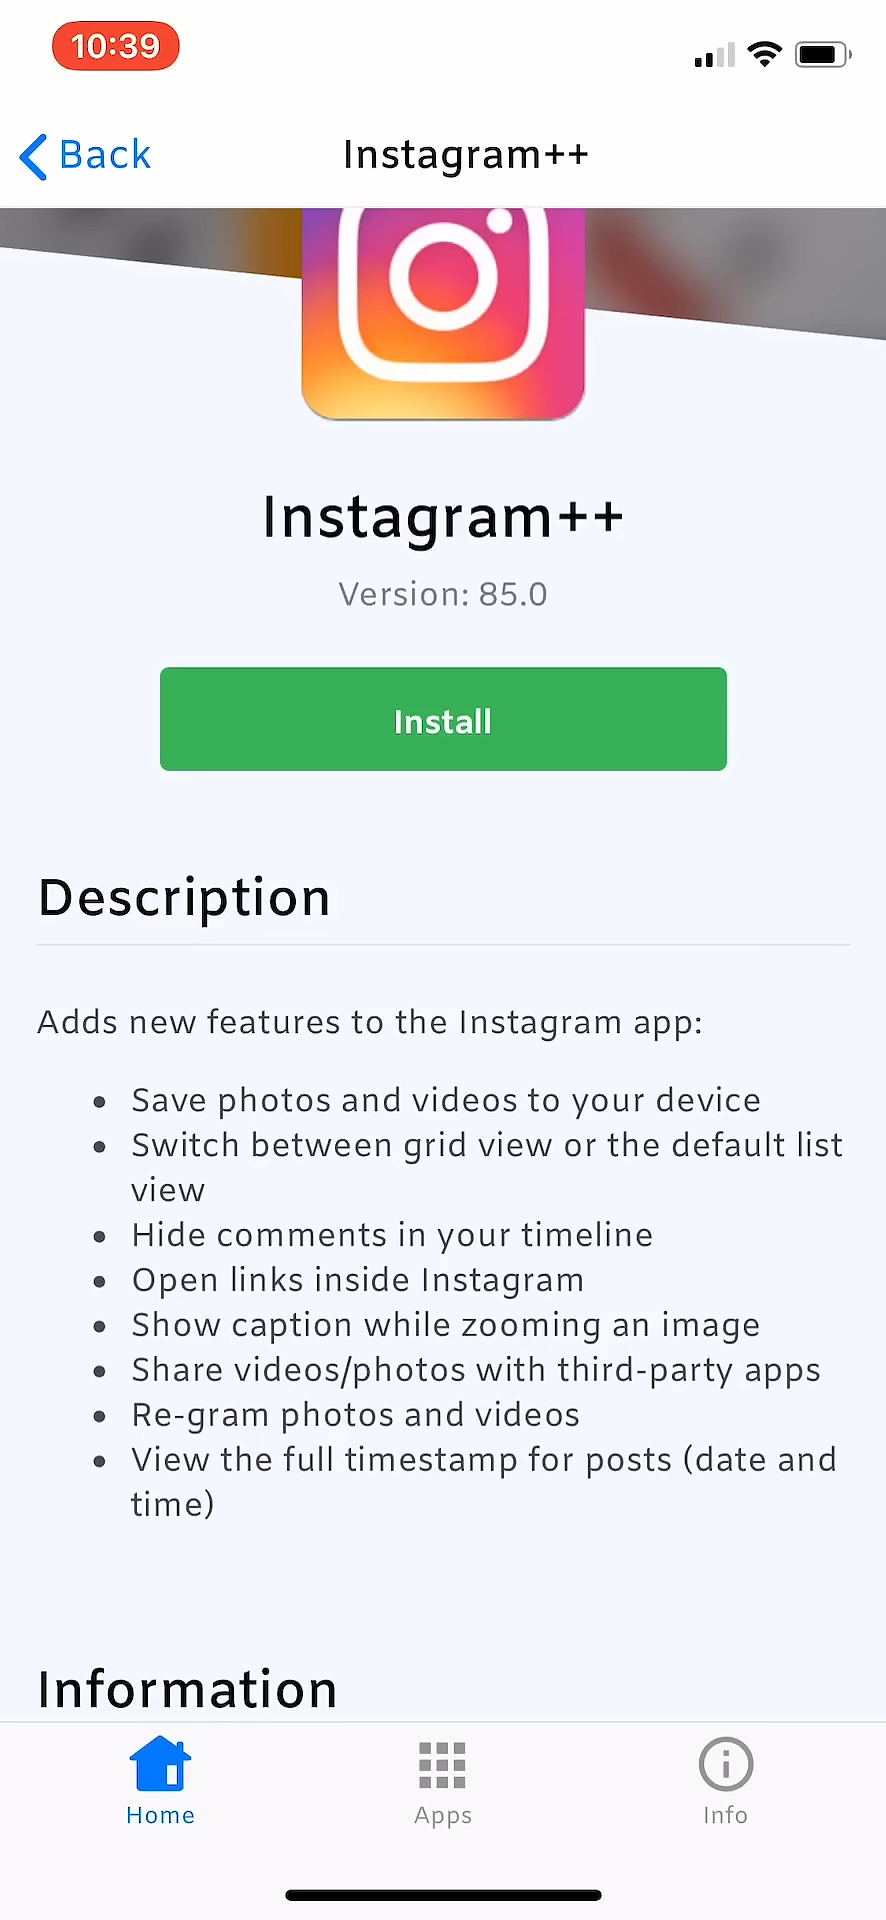 10:39
Back
Instagram++
Instagram++
Version: 85.0
Install
Description
Adds new features to the Instagram app:
• Save photos and videos to your device
• Switch between grid view or the default list
view
• Hide comments in your timeline
• Open links inside Instagram
• Show caption while zooming an image
• Share videos/photos with third-party apps
• Re-gram photos and videos
• View the full timestamp for posts (date and
time)
Information
Home
Apps
Info